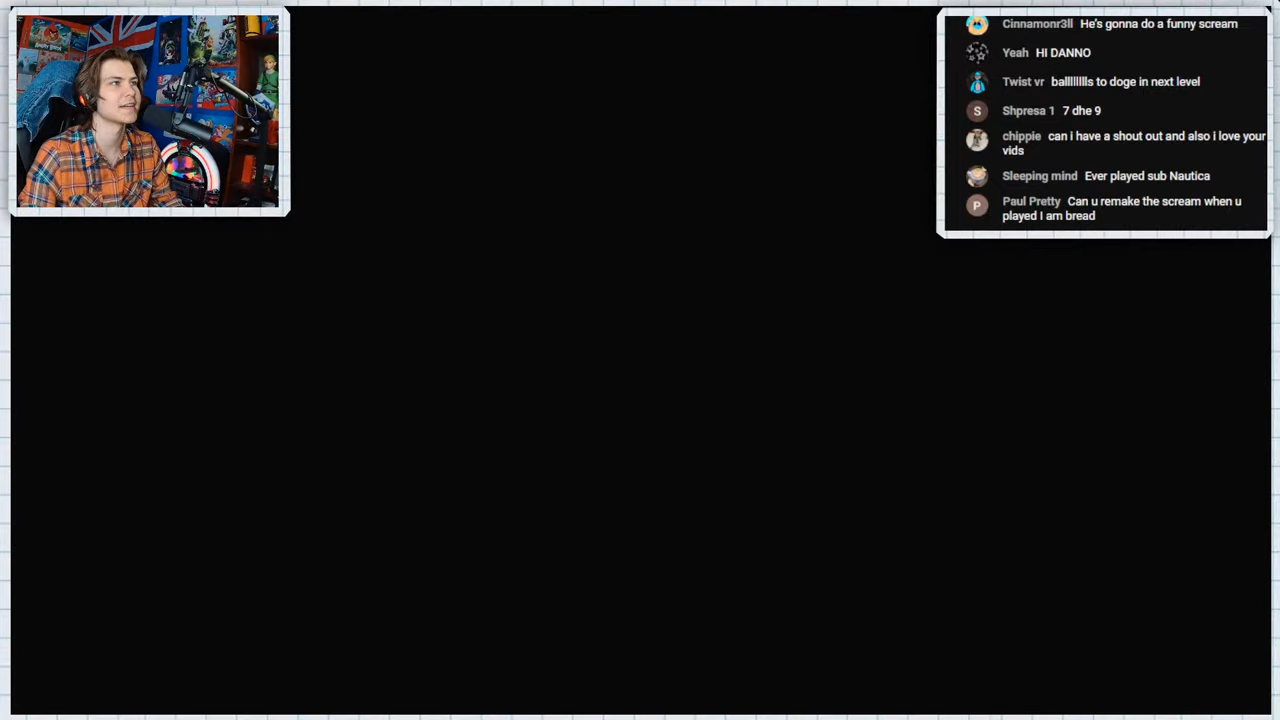 Cinnamonr3ll He's gonna do a funny scream
Yeah HI DANNO
Twist vr ballllllllls to doge in next level
S Shpresa 1 7 dhe 9
chippie can i have a shout out and also i love your
vids
Sleeping mind Ever played sub Nautica
P Paul Pretty Can u remake the scream when u
played I am bread